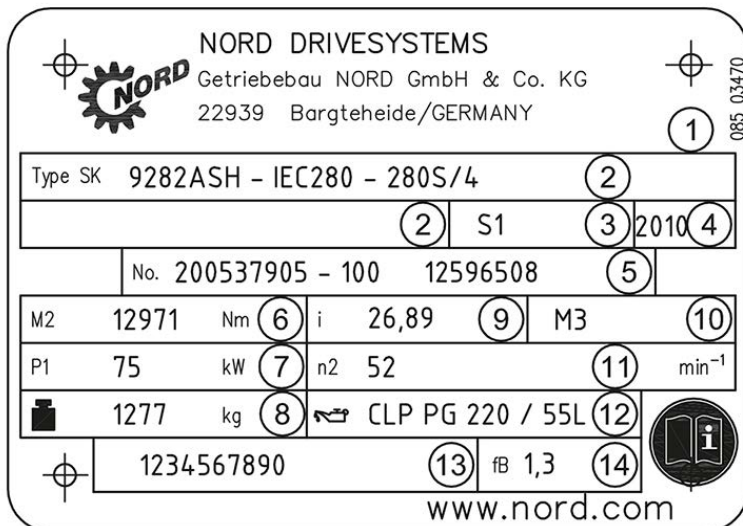 NORD DRIVESYSTEMS
NORD
Getriebebau NORD GmbH & Co. KG
22939 Bargteheide/GERMANY
085 03470
1
Type SK 9282ASH - IEC280 - 280S/4 2
2 S1 3 2010 4
No. 200537905 - 100 12596508 5
M2 12971 Nm 6 i 26,89 9 M3 10
P1 75 kW 7 n2 52 11 min-1
1277 kg 8 CLP PG 220 / 55L 12
i
1234567890 13 fB 1,3 14
www.nord.com